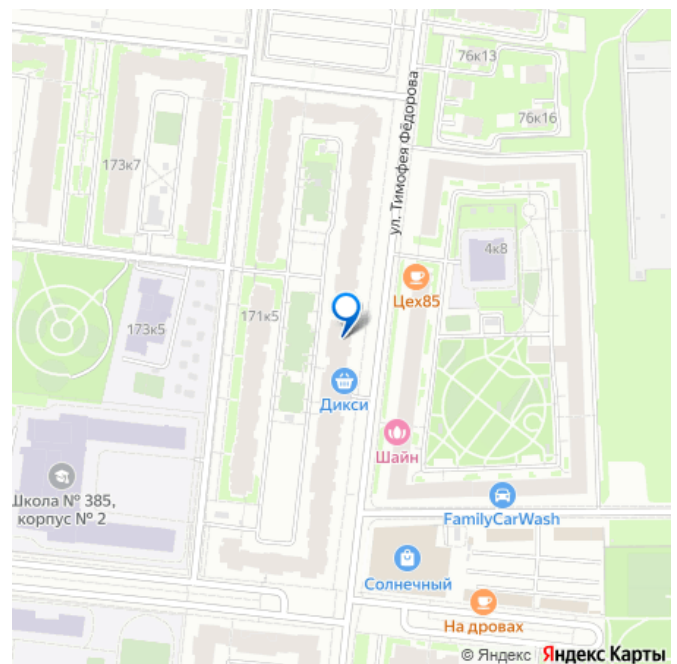 76к13
76к16
173к7
ул. Тимофея Фёдорова
4к8
Цех85
173к5
171к5
Дикси
Шайн
Школа № 385,
корпус № 2
FamilyCarWash
Солнечный
На дровах
© Яндекс Яндекс Карты